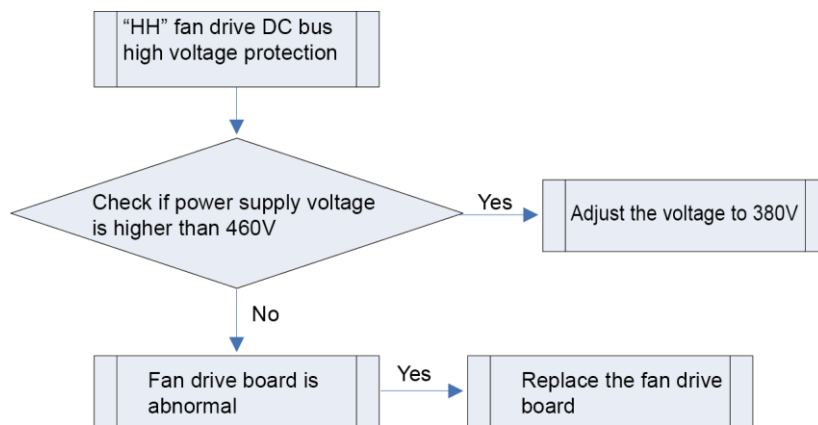 “HH” fan drive DC bus
high voltage protection
Check if power supply voltage
is higher than 460V
Yes
Adjust the voltage to 380V
No
Fan drive board is
abnormal
Yes
Replace the fan drive
board